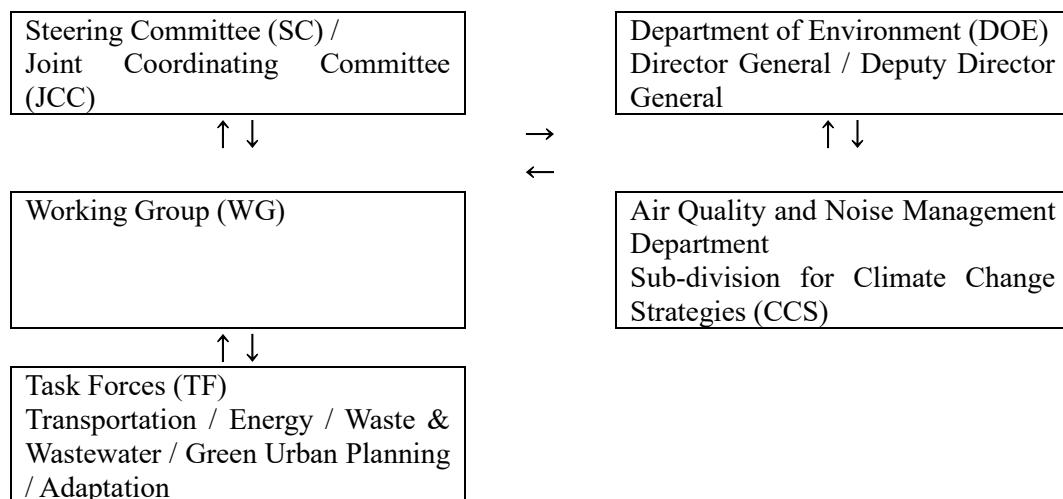 Steering Committee (SC) /
Joint Coordinating Committee
(JCC)
Department of Environment (DOE)
Director General / Deputy Director
General
↑ ↓
→
↑ ↓
←
Working Group (WG)
Air Quality and Noise Management
Department
Sub-division for Climate Change
Strategies (CCS)
↑ ↓
Task Forces (TF)
Transportation / Energy / Waste &
Wastewater / Green Urban Planning
/ Adaptation